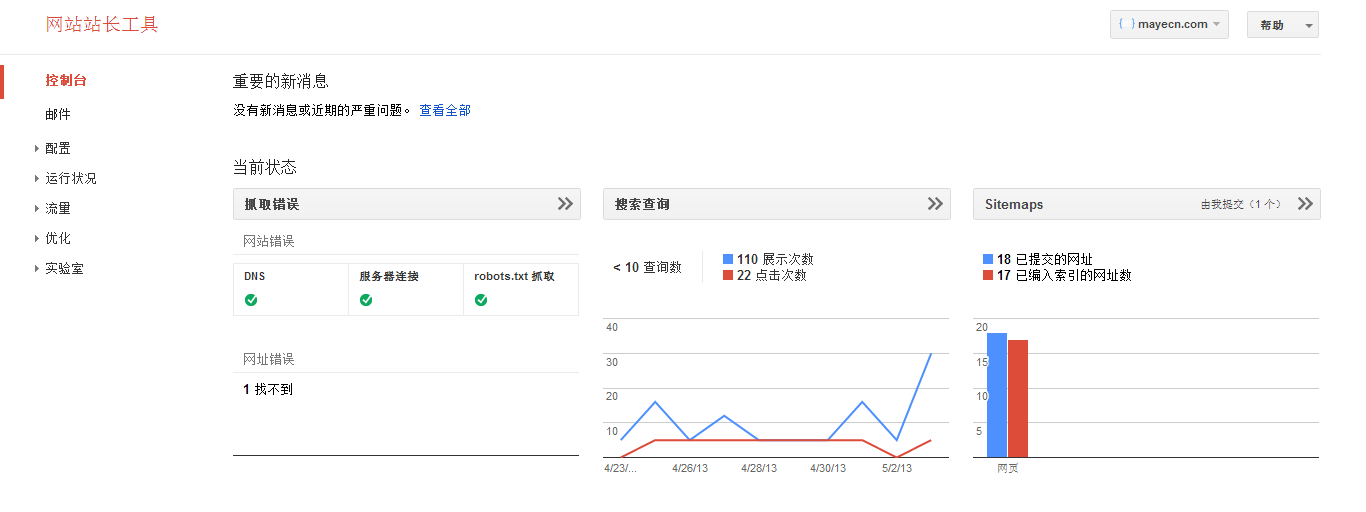 网站站长工具
mayecn.com
帮助
控制台
邮件
配置
运行状况
流量
优化
实验室
重要的新消息
没有新消息或近期的严重问题。 查看全部
当前状态
抓取错误
网站错误
DNS
服务器连接
robots.txt 抓取
网址错误
1 找不到
搜索查询
< 10 查询数
110 展示次数
22 点击次数
40
30
20
10
4/23/... 4/26/13 4/28/13 4/30/13 5/2/13
Sitemaps 由我提交（1 个）
18 已提交的网址
17 已编入索引的网址数
20
15
10
5
网页